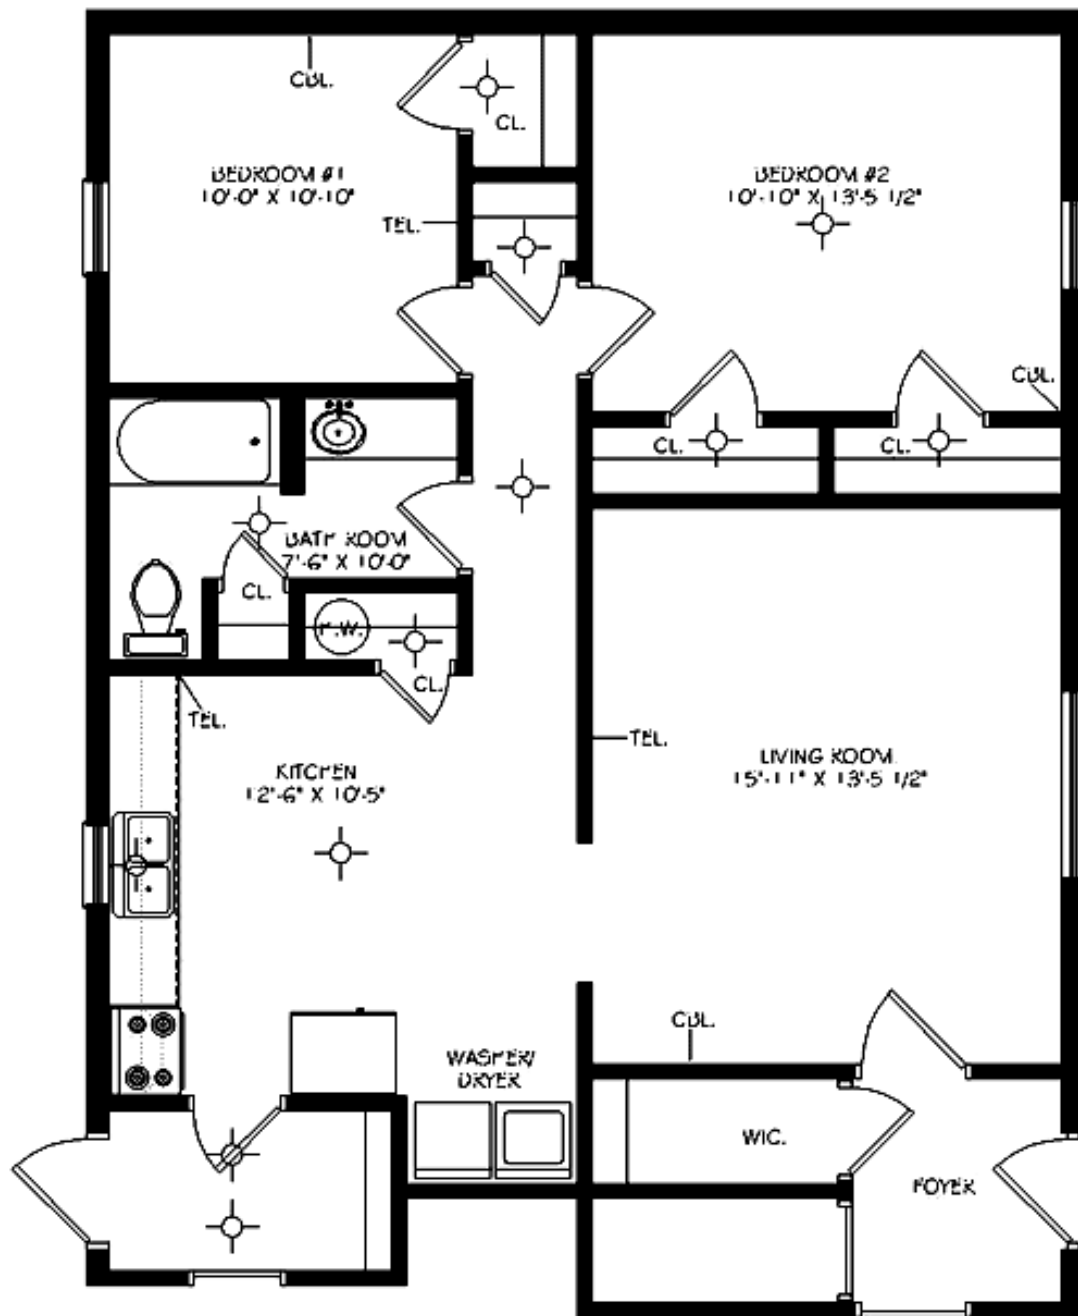 CBL.
CL.
BEDROOM #1
10'-0" X 10'-10"
BEDROOM #2
10'-10" X 13'-5 1/2"
TEL.
CBL.
CL.
CL.
BATH ROOM
7'-6" X 10'-0"
CL.
H.W.
CL.
TEL.
TEL.
LIVING ROOM
15'-11" X 13'-5 1/2"
KITCHEN
12'-6" X 10'-5"
CBL.
WASHER/
DRYER
WIC.
FOYER